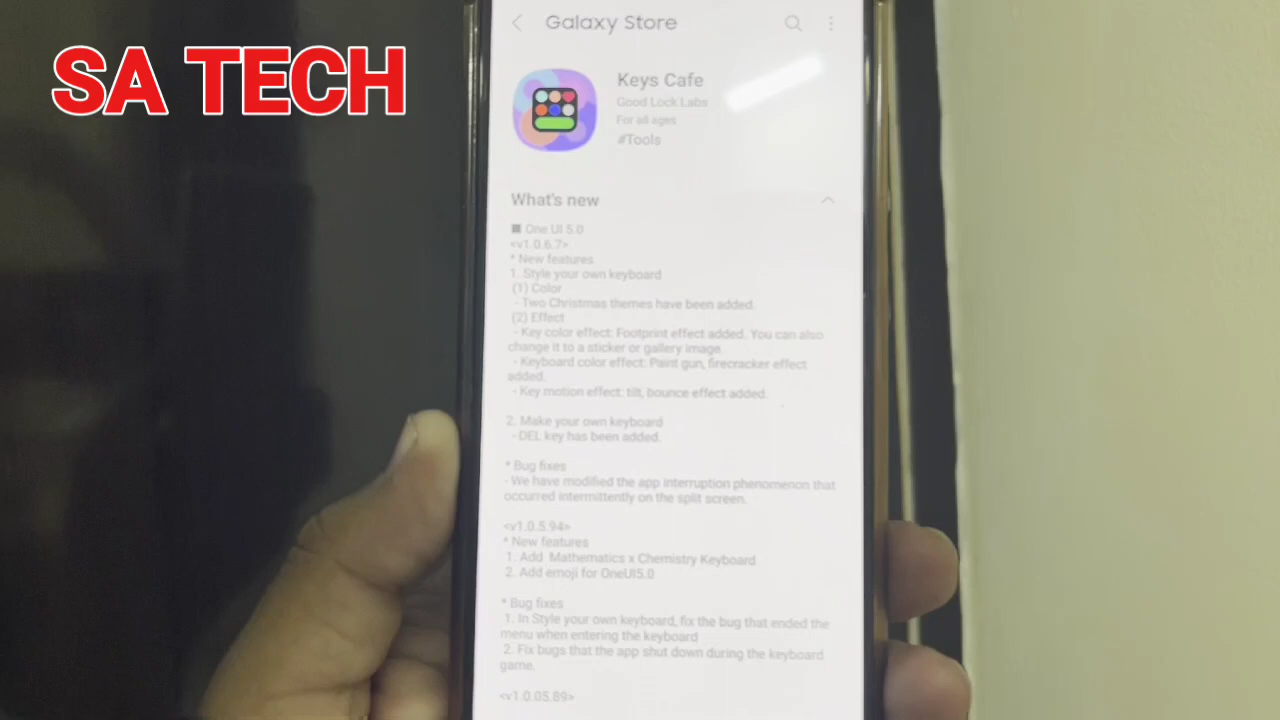 SA TECH
Galaxy Store
Keys Cafe
Good Lock Labs
For all ages
#Tools
What's new
■ One UI 5.0
<v1.0.6.7>
* New features
1. Style your own keyboard
(1) Color
- Two Christmas themes have been added.
(2) Effect
- Key color effect: Footprint effect added. You can also
change it to a sticker or gallery image.
- Keyboard color effect: Paint gun, firecracker effect
added.
- Key motion effect: tilt, bounce effect added.
2. Make your own keyboard
- DEL key has been added.
* Bug fixes
- We have modified the app interruption phenomenon that
occurred intermittently on the split screen.
<v1.0.5.94>
* New features
1. Add Mathematics x Chemistry Keyboard
2. Add emoji for OneUI5.0
* Bug fixes
1. In Style your own keyboard, fix the bug that ended the
menu when entering the keyboard
2. Fix bugs that the app shut down during the keyboard
game.
<v1.0.05.89>